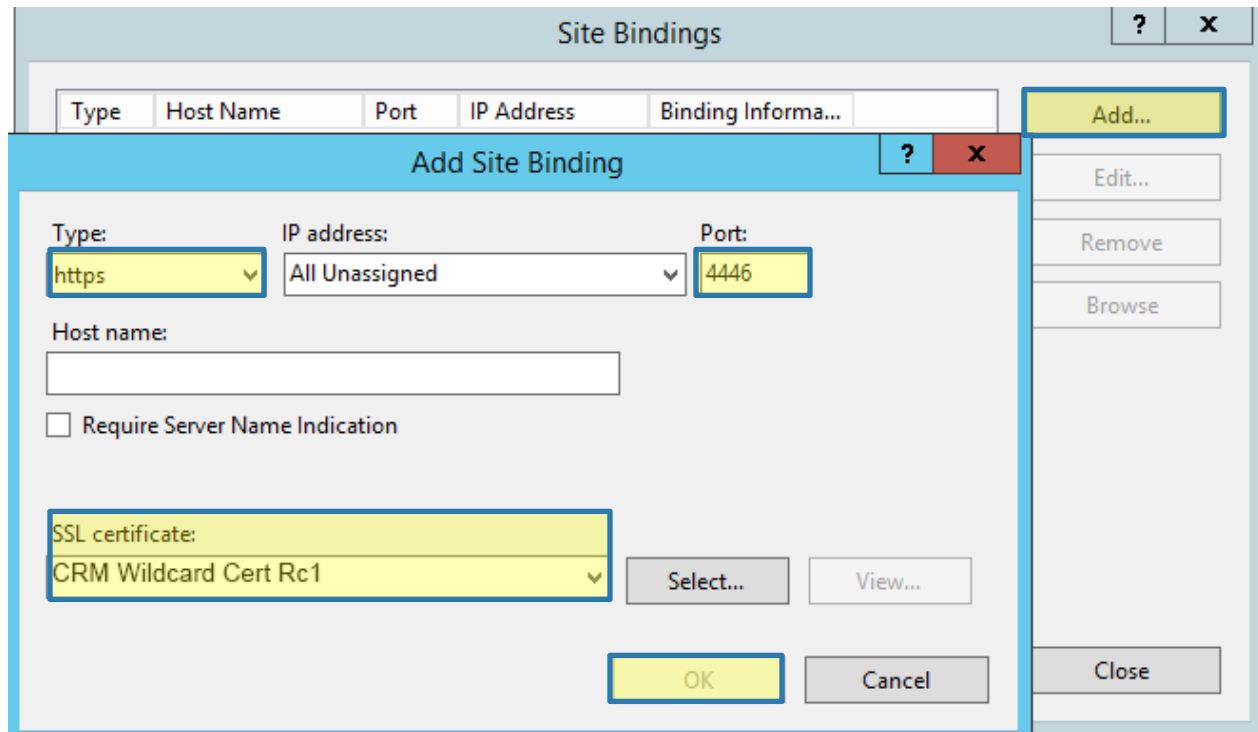 Site Bindings
? x
Type Host Name Port IP Address Binding Informa...
Add...
Add Site Binding
? x
Edit...
Type: IP address: Port:
Remove
https All Unassigned 4446
Browse
Host name:
Require Server Name Indication
SSL certificate:
CRM Wildcard Cert Rc1
Select... View...
OK Cancel
Close